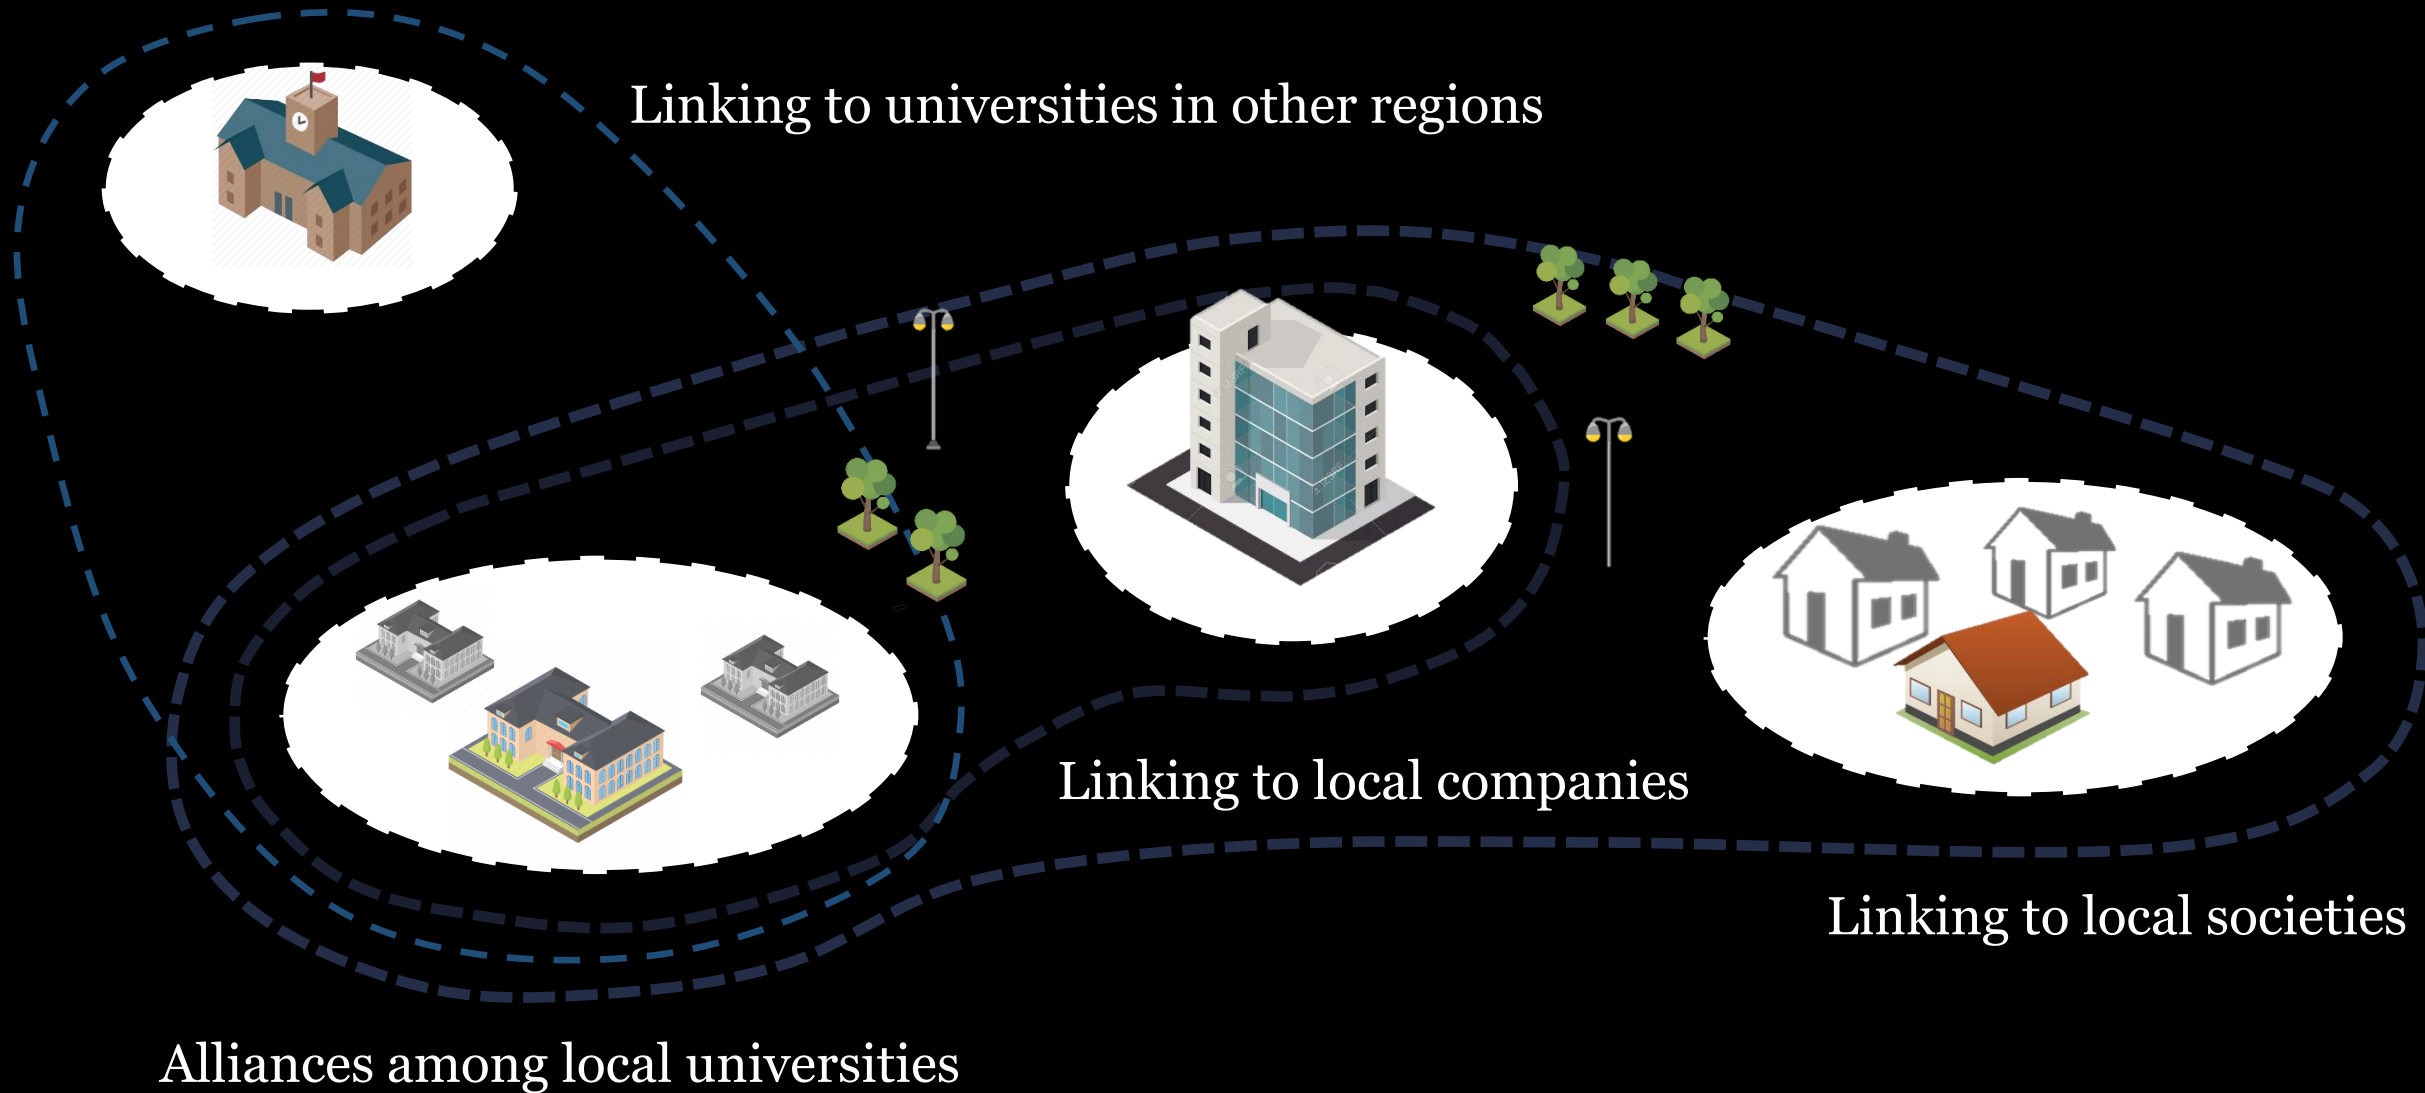 Linking to universities in other regions
Linking to local companies
Linking to local societies
Alliances among local universities